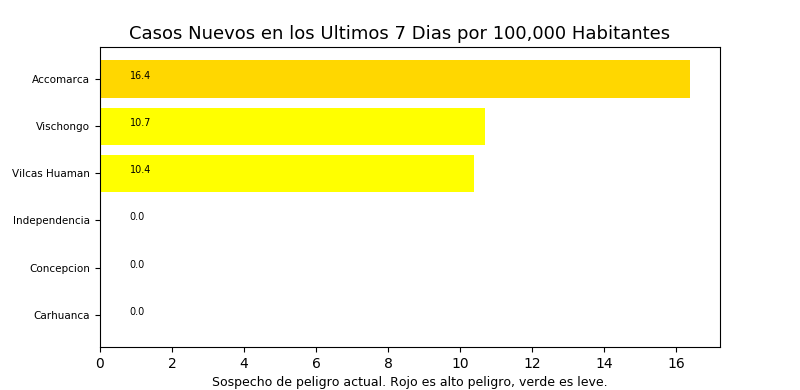 Casos Nuevos en los Ultimos 7 Dias por 100,000 Habitantes
Accomarca 16.4
Vischongo 10.7
Vilcas Huaman 10.4
Independencia 0.0
Concepcion 0.0
Carhuanca 0.0
0 2 4 6 8 10 12 14 16
Sospecho de peligro actual. Rojo es alto peligro, verde es leve.